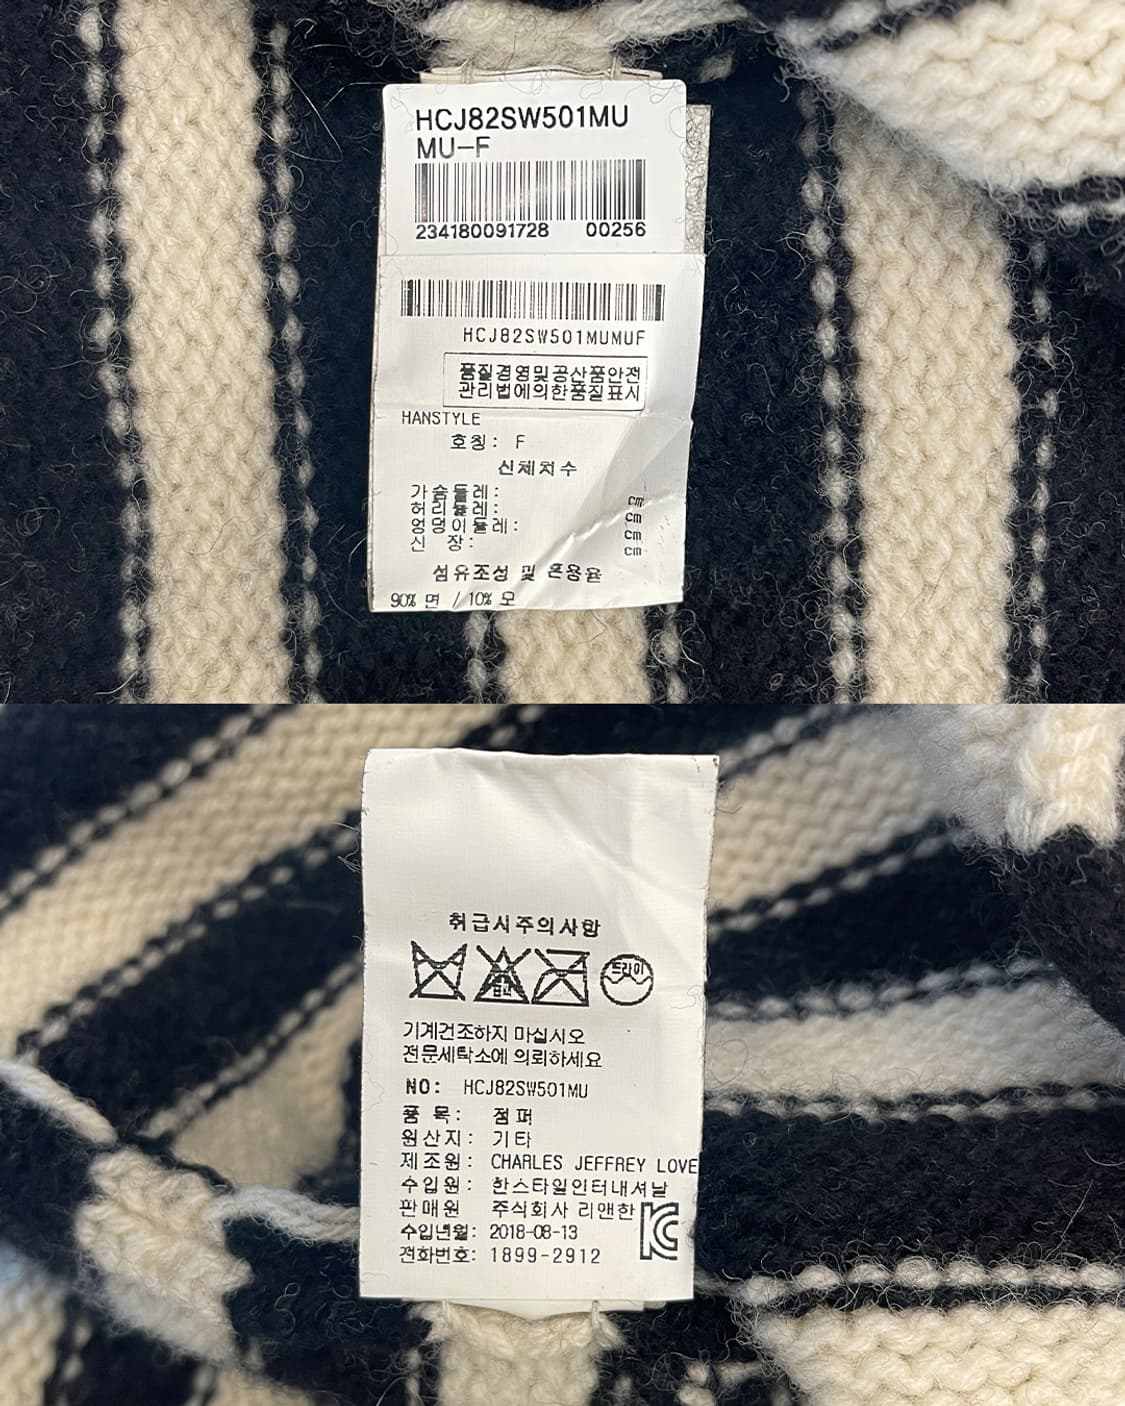 HCJ82SW501MU
MU-F
234180091728 00256
HCJ82SW501MUMUF
품질경영및공산품안전
관리법에의한품질표시
HANSTYLE
호칭: F
신체치수
가슴둘레: cm
허리둘레: cm
엉덩이둘레: cm
신 장: cm
섬유조성 및 혼용율
90% 면 / 10% 모
취급시주의사항
드라이
기계건조하지 마십시오
전문세탁소에 의뢰하세요
NO: HCJ82SW501MU
품 목: 점퍼
원산지: 기타
제조원: CHARLES JEFFREY LOVE
수입원: 한스타일인터내셔날
판매원 주식회사 리앤한
수입년월: 2018-08-13
전화번호: 1899-2912